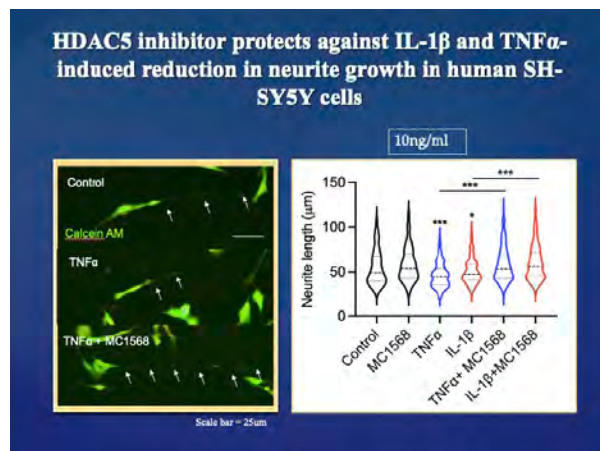 HDAC5 inhibitor protects against IL-1β and TNFα-
induced reduction in neurite growth in human SH-
SY5Y cells
10ng/ml
Control
Calcein AM
TNFα
TNFα+ MC1568
Scale bar = 25um
Neurite length (μm)
150
100
50
0
***
*
***
***
Control
MC1568
TNFα
IL-1β
TNFα+ MC1568
IL-1β+MC1568